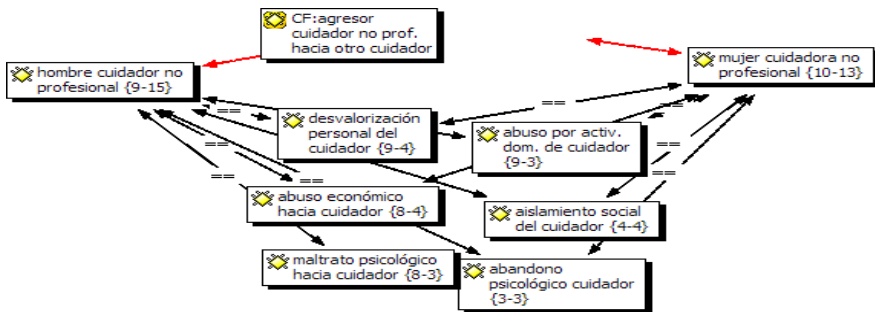 CF:agresor
cuidador no prof.
hacia otro cuidador
hombre cuidador no
profesional {9-15}
mujer cuidadora no
profesional {10-13}
==
==
==
desvalorización
personal del
cuidador {9-4}
abuso por activ.
dom. de cuidador
{9-3}
==
==
==
==
==
abuso económico
hacia cuidador {8-4}
aislamiento social
del cuidador {4-4}
maltrato psicológico
hacia cuidador {8-3}
abandono
psicológico cuidador
{3-3}